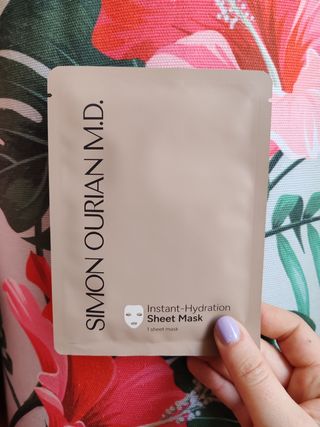 SIMON OURIAN M.D.
Instant-Hydration
Sheet Mask
1 sheet mask